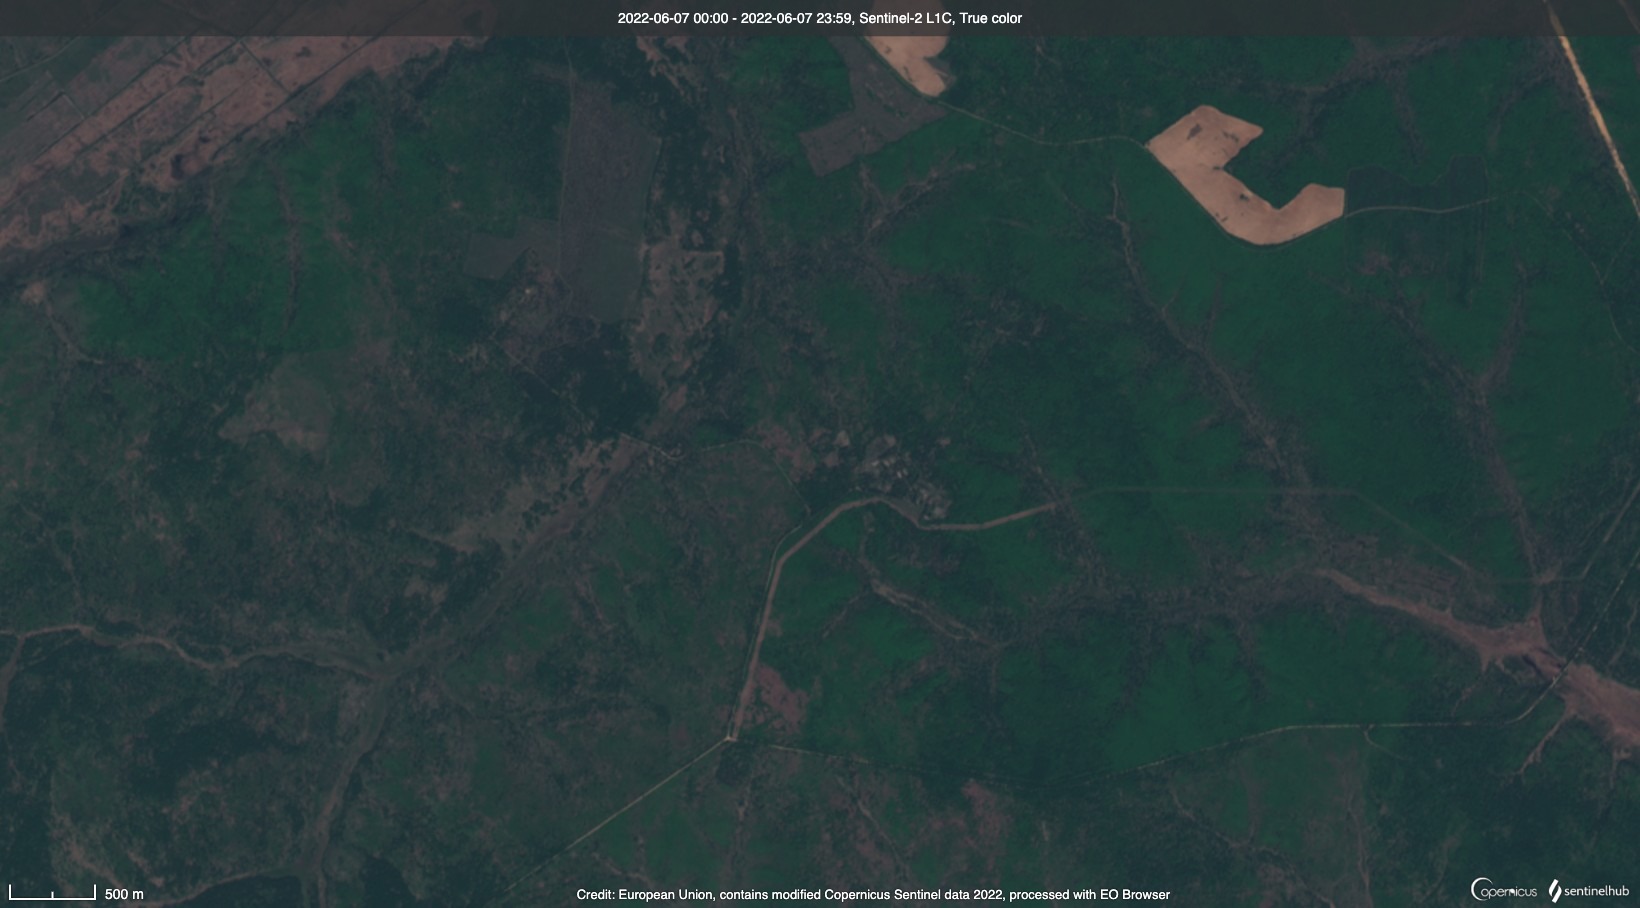 2022-06-07 00:00 - 2022-06-07 23:59, Sentinel-2 L1C, True color
500 m
Credit: European Union, contains modified Copernicus Sentinel data 2022, processed with EO Browser
opernicus
sentinelhub